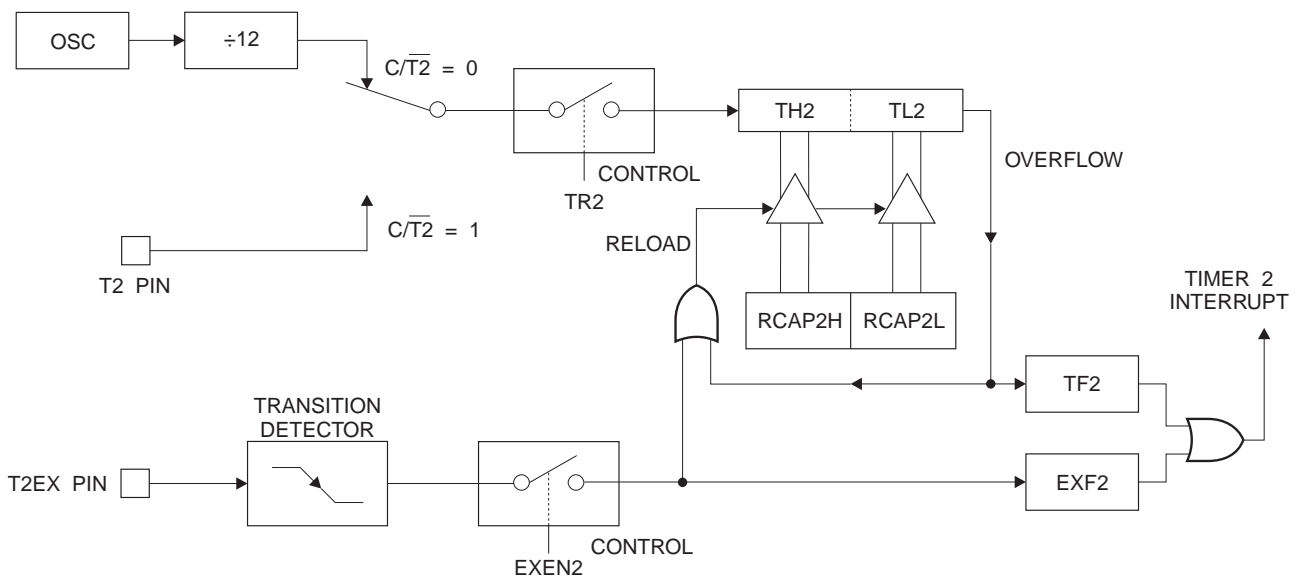 OSC
÷12
C/T2̅ = 0
TH2
TL2
OVERFLOW
CONTROL
TR2
C/T2̅ = 1
RELOAD
T2 PIN
TIMER 2
INTERRUPT
RCAP2H
RCAP2L
TF2
TRANSITION
DETECTOR
T2EX PIN
EXF2
CONTROL
EXEN2